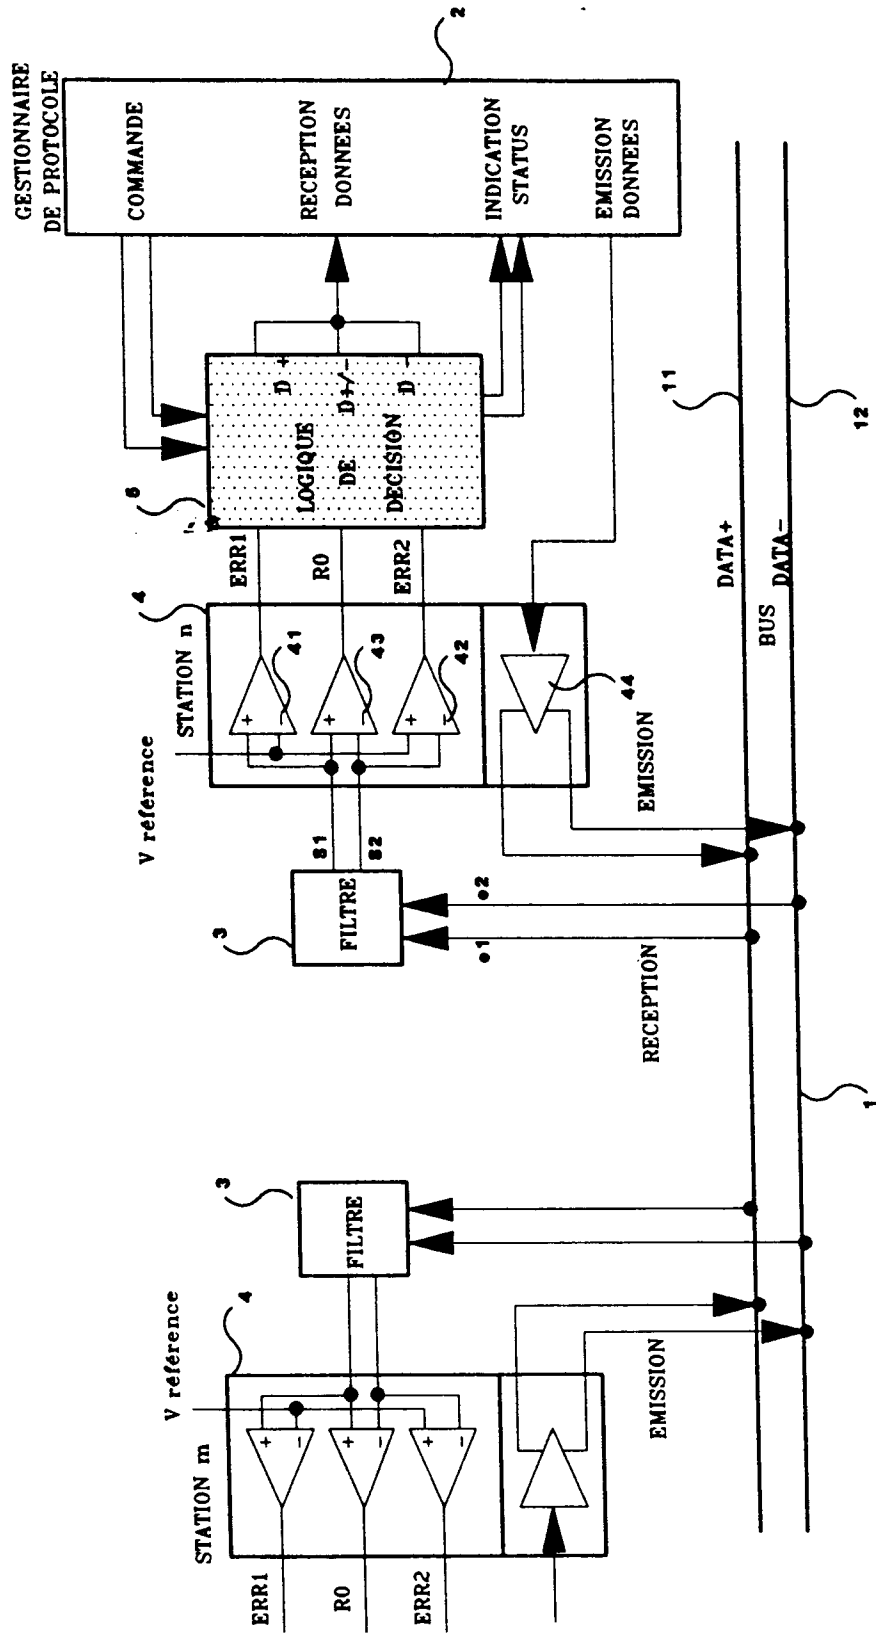 STATION m
V référence
4
3
FILTRE
+
-
+
-
+
-
ERR1
R0
ERR2
EMISSION
RECEPTION
V référence
STATION n
3
FILTRE
S1
S2
e1
e2
4
+
-
41
+
-
43
+
-
42
44
EMISSION
ERR1
R0
ERR2
5
LOGIQUE
DE
DECISION
D +
D+/-
D -
GESTIONNAIRE
DE PROTOCOLE
COMMANDE
RECEPTION
DONNEES
INDICATION
STATUS
EMISSION
DONNEES
2
DATA+
11
BUS
DATA-
12
1